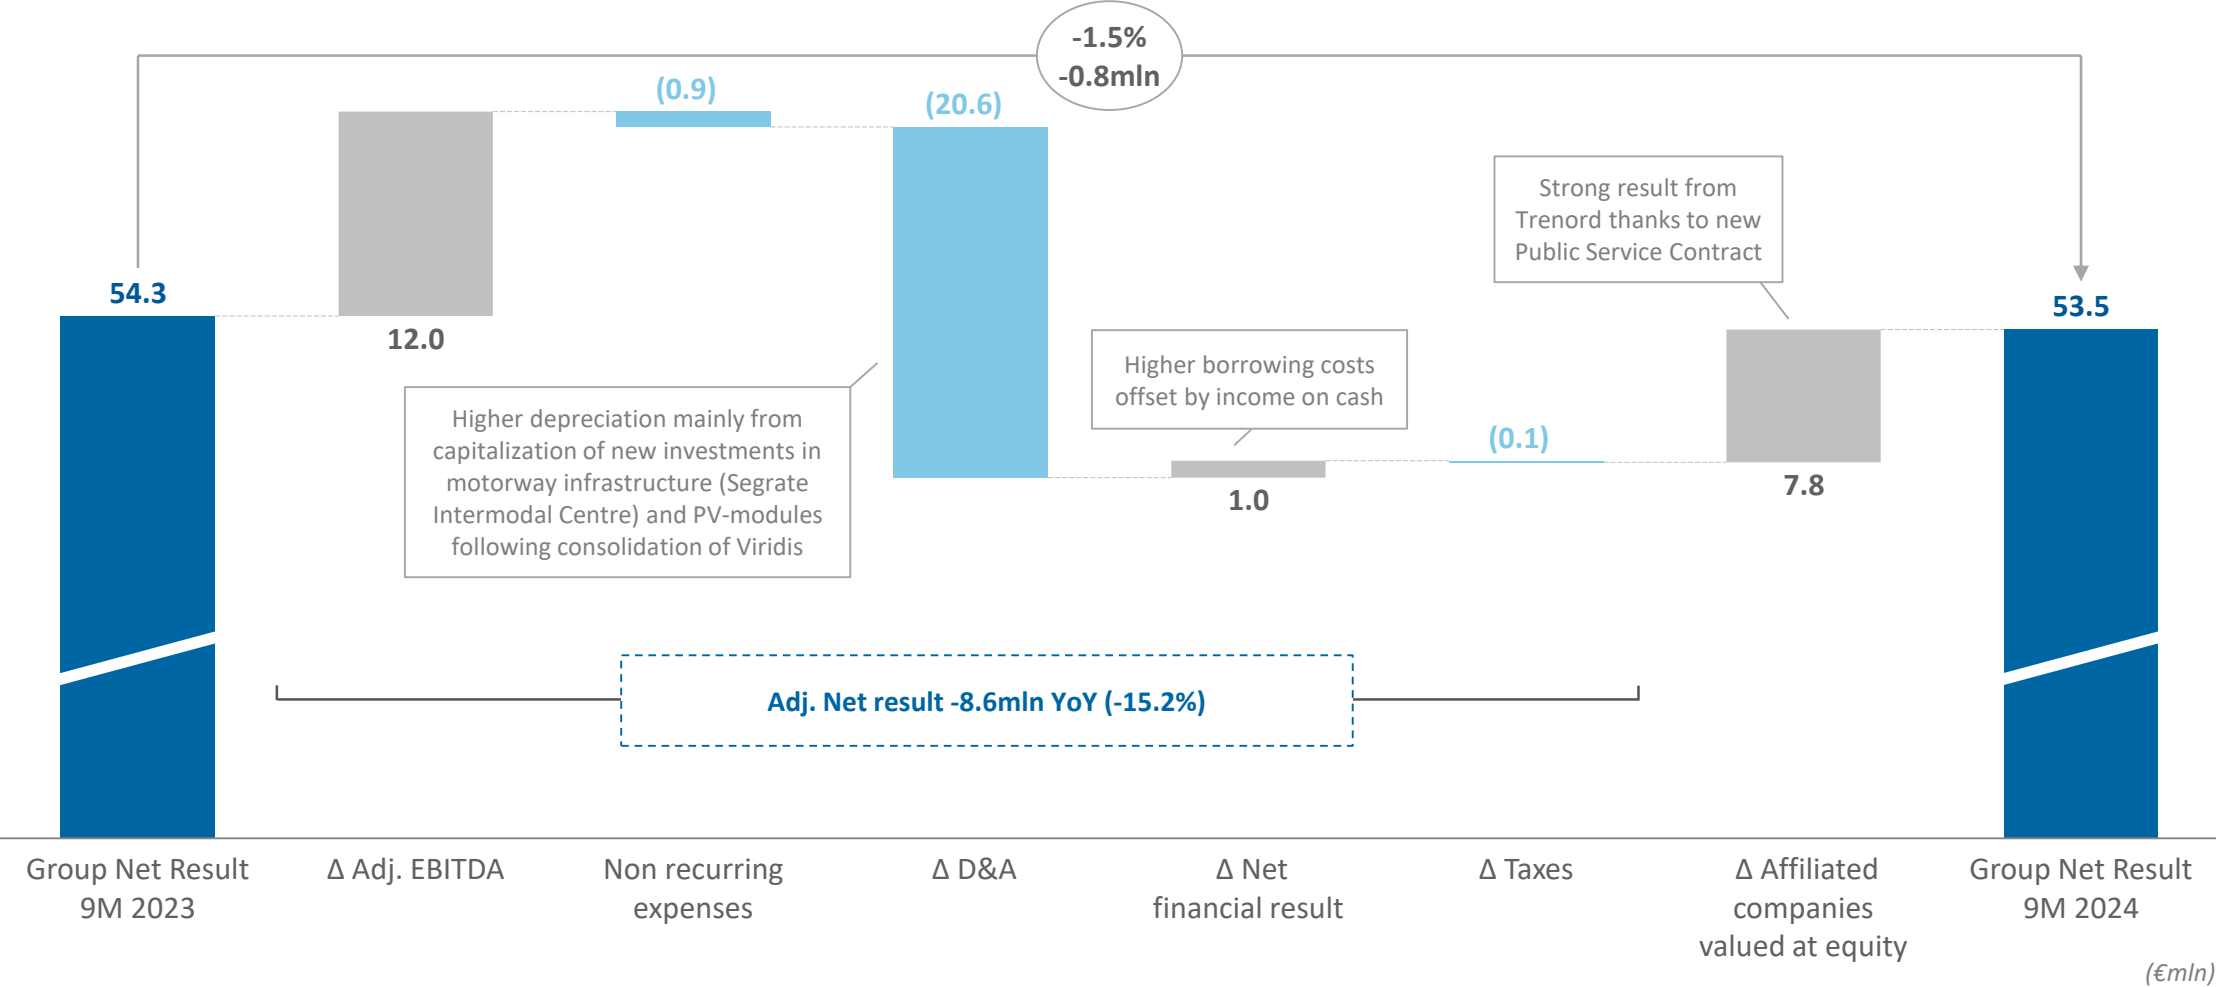 -1.5%
-0.8mln
(0.9)
(20.6)
54.3
12.0
Strong result from
Trenord thanks to new
Public Service Contract
53.5
Higher depreciation mainly from
capitalization of new investments in
motorway infrastructure (Segrate
Intermodal Centre) and PV-modules
following consolidation of Viridis
Higher borrowing costs
offset by income on cash
1.0
(0.1)
7.8
Adj. Net result -8.6mln YoY (-15.2%)
Group Net Result
9M 2023
Δ Adj. EBITDA
Non recurring
expenses
Δ D&A
Δ Net
financial result
Δ Taxes
Δ Affiliated
companies
valued at equity
Group Net Result
9M 2024
(€mln)